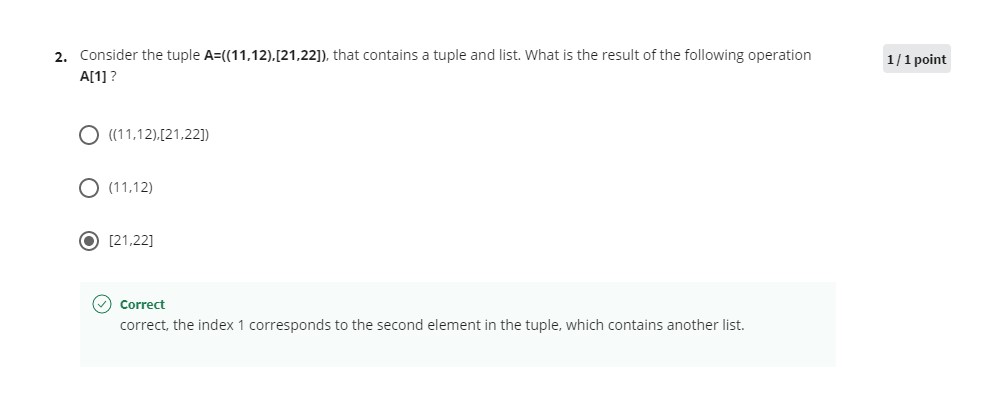 2. Consider the tuple A=((11,12),[21,22]), that contains a tuple and list. What is the result of the following operation
A[1] ?
1 / 1 point
((11,12),[21,22])
(11,12)
[21,22]
Correct
correct, the index 1 corresponds to the second element in the tuple, which contains another list.